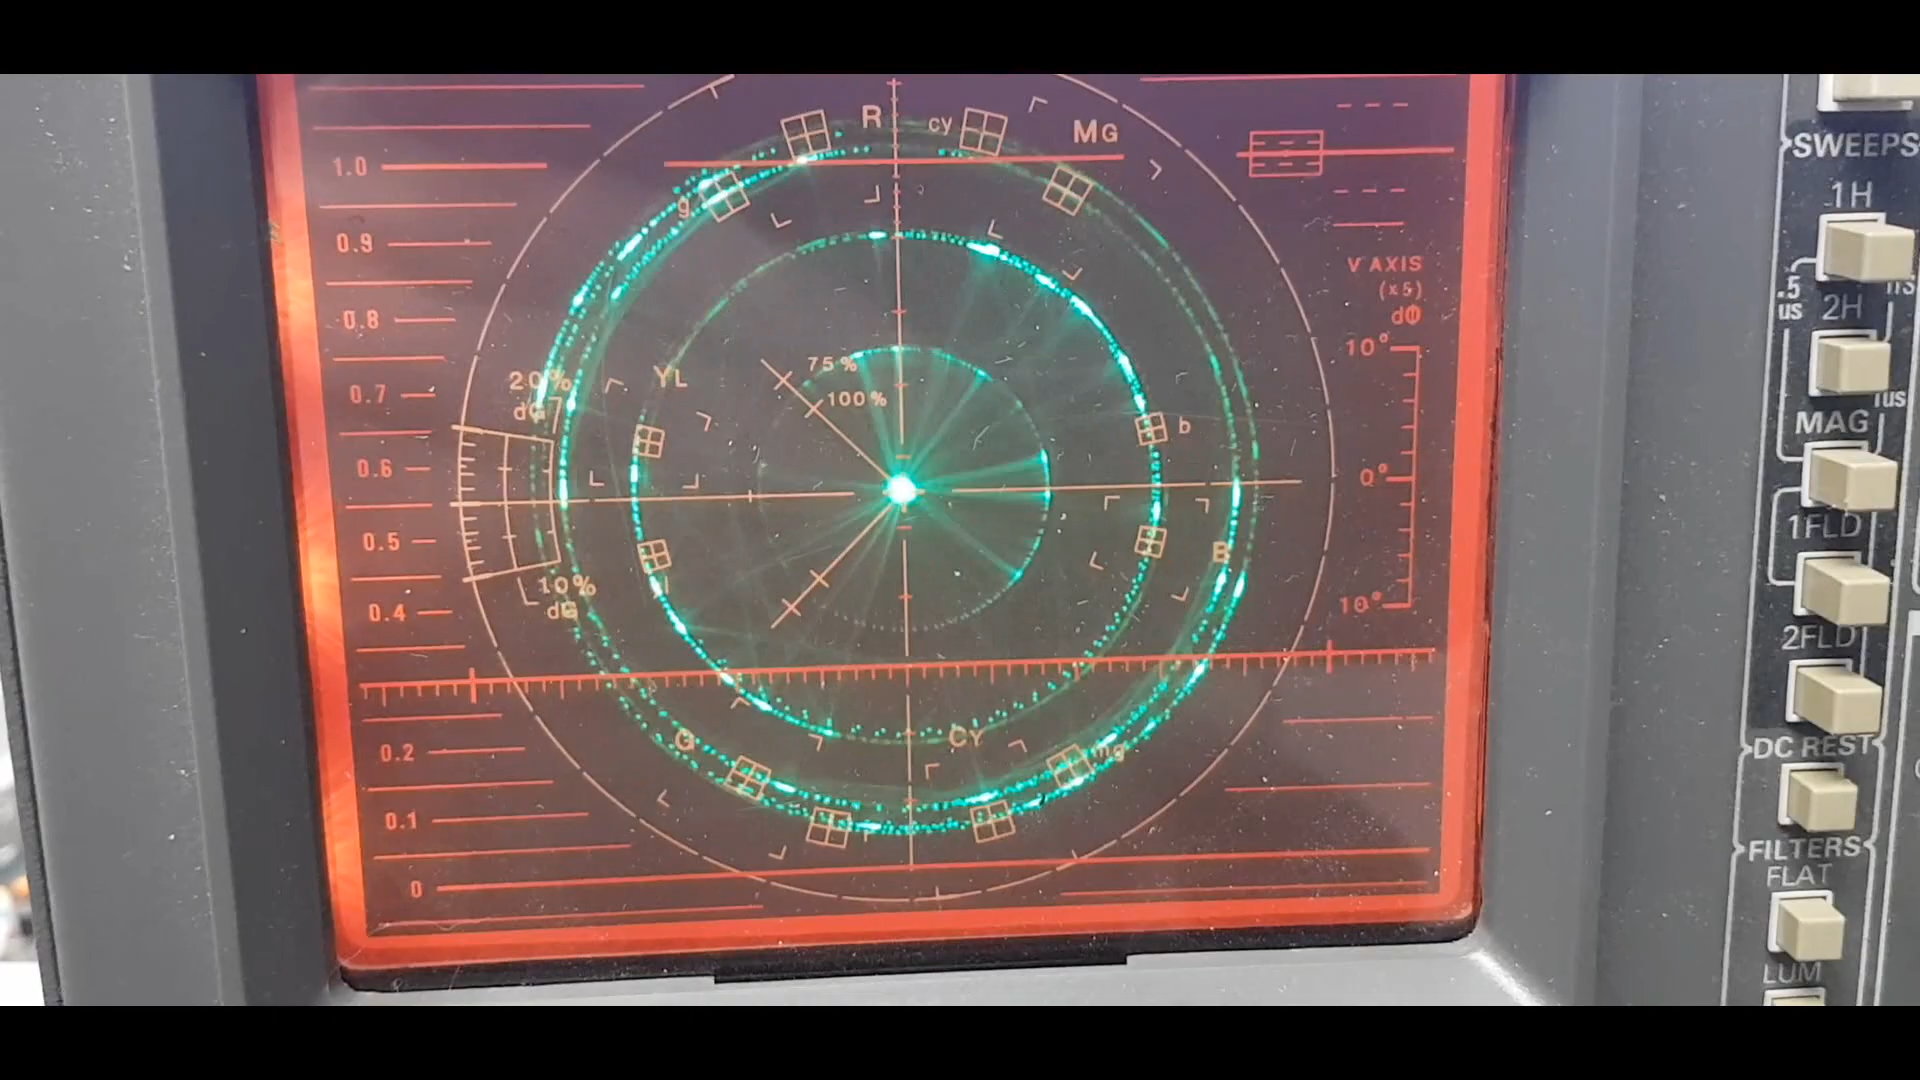 R
cy
MG
1.0
g
0.9
0.8
0.7
0.6
0.5
0.4
0.2
0.1
0
75%
100%
YL
20%
dG
10%
dG
b
B
G
CY
mg
V AXIS
(x5)
dΦ
10°
0°
10°
SWEEPS
1H
.5
us
2H
1us
MAG
1FLD
2FLD
DC REST
FILTERS
FLAT
LUM